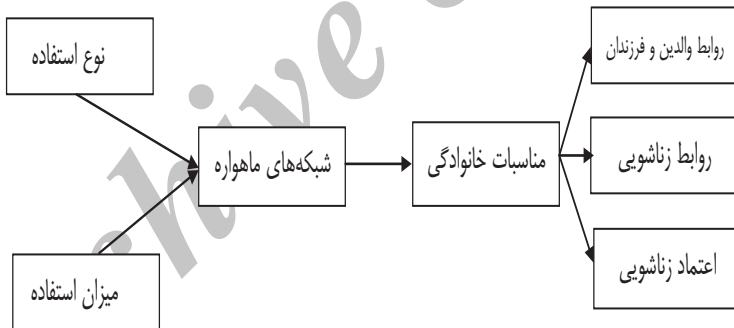 نوع استفاده
میزان استفاده
شبکه‌های ماهواره
مناسبات خانوادگی
روابط والدین و فرزندان
روابط زناشویی
اعتماد زناشویی